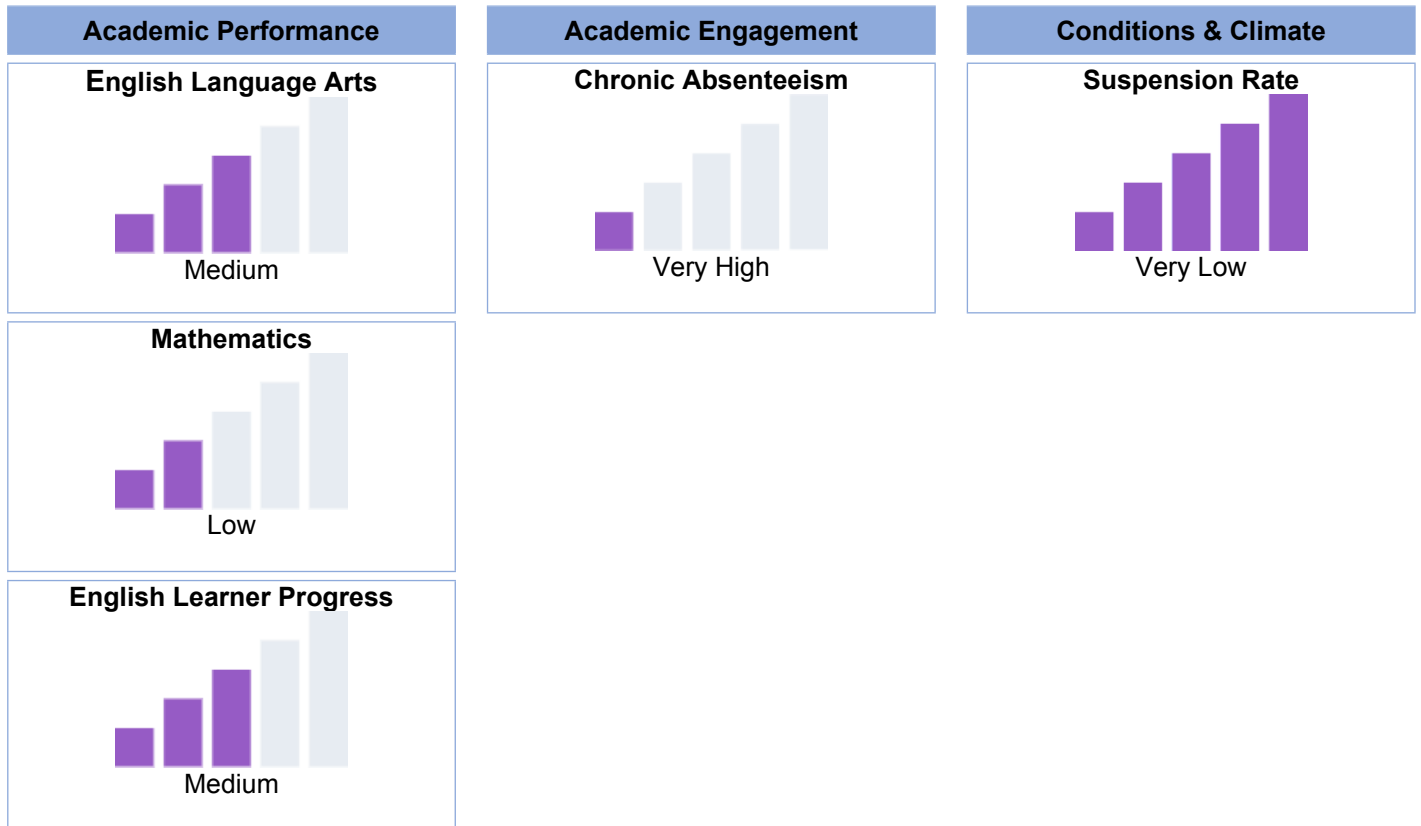 Academic Performance
Academic Engagement
Conditions & Climate
English Language Arts
Medium
Chronic Absenteeism
Very High
Suspension Rate
Very Low
Mathematics
Low
English Learner Progress
Medium